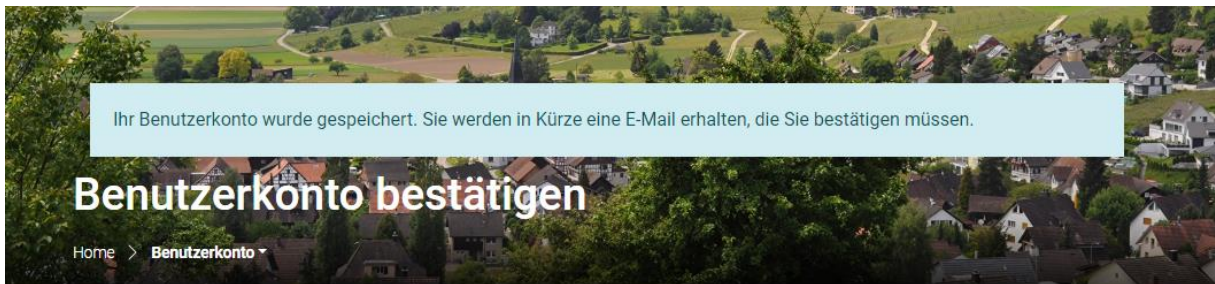 Ihr Benutzerkonto wurde gespeichert. Sie werden in Kürze eine E-Mail erhalten, die Sie bestätigen müssen.
Benutzerkonto bestätigen
Home > Benutzerkonto